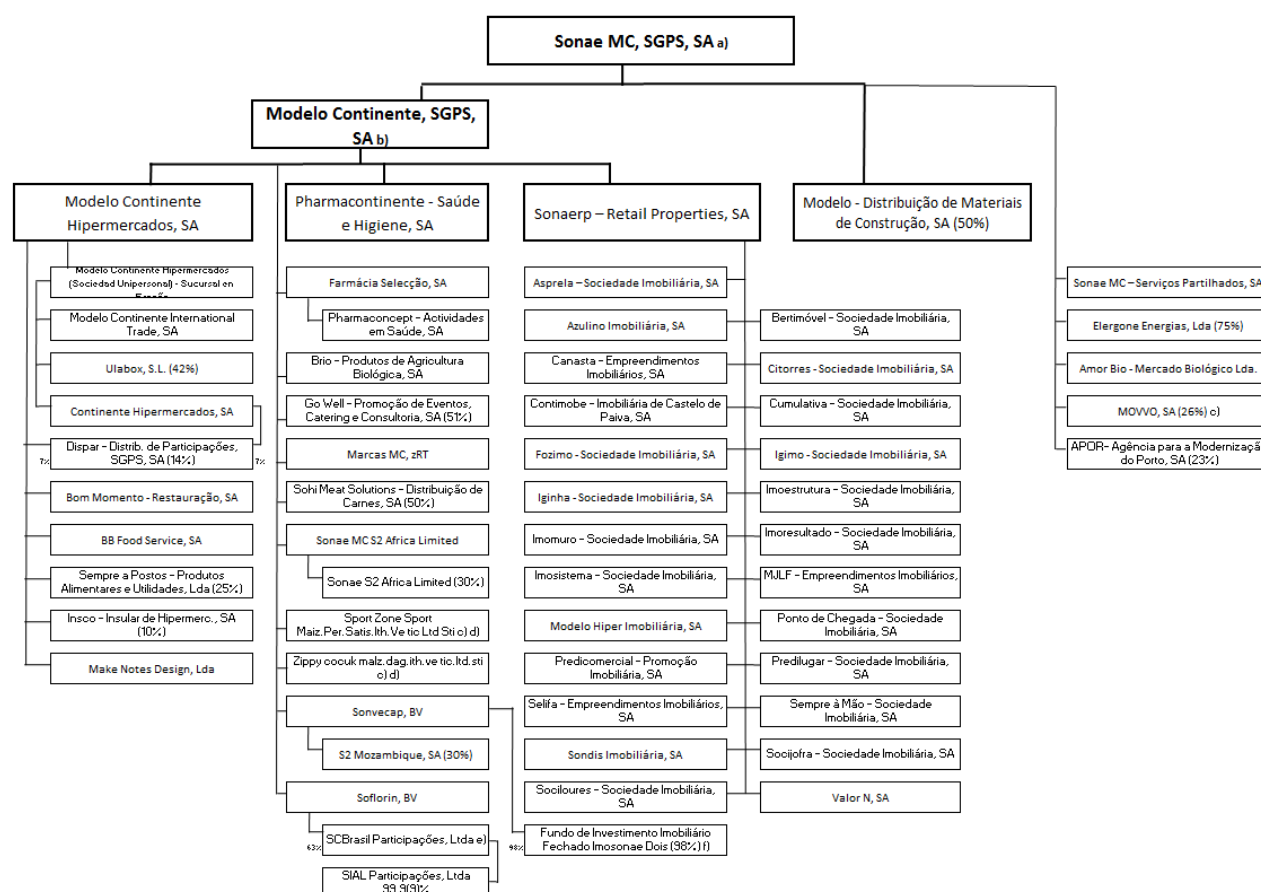 Sonae MC, SGPS, SA a)
Modelo Continente, SGPS,
SA b)
Modelo Continente
Hipermercados, SA
Pharmacontinente - Saúde
e Higiene, SA
Sonaerp – Retail Properties, SA
Modelo - Distribuição de Materiais
de Construção, SA (50%)
Modelo Continente Hipermercados
(Sociedad Unipersonal) - Sucursal en
España
Modelo Continente International
Trade, SA
Ulabox, S.L. (42%)
Continente Hipermercados, SA
Dispar – Distrib. de Participações,
SGPS, SA (14%)
7%
7%
Bom Momento - Restauração, SA
BB Food Service, SA
Sempre a Postos – Produtos
Alimentares e Utilidades, Lda (25%)
Insco – Insular de Hipermerc., SA
(10%)
Make Notes Design, Lda
Farmácia Selecção, SA
Pharmaconcept – Actividades
em Saúde, SA
Brio – Produtos de Agricultura
Biológica, SA
Go Well – Promoção de Eventos,
Catering e Consultoria, SA (51%)
Marcas MC, zRT
Sohi Meat Solutions – Distribuição de
Carnes, SA (50%)
Sonae MC S2 Africa Limited
Sonae S2 Africa Limited (30%)
Sport Zone Sport
Maiz.Per.Satis.Ith.Ve tic Ltd Sti c) d)
Zippy cocuk malz.dag.ith.ve tic.ltd.sti
c) d)
Sonvecap, BV
S2 Mozambique, SA (30%)
Soflorin, BV
SCBrasil Participações, Ltda e)
63%
SIAL Participações, Ltda
99,9(9)%
Asprela – Sociedade Imobiliária, SA
Azulino Imobiliária, SA
Canasta – Empreendimentos
Imobiliários, SA
Contimobe – Imobiliária de Castelo de
Paiva, SA
Fozimo - Sociedade Imobiliária, SA
Iginha - Sociedade Imobiliária, SA
Imomuro – Sociedade Imobiliária, SA
Imosistema – Sociedade Imobiliária,
SA
Modelo Hiper Imobiliária, SA
Predicomercial – Promoção
Imobiliária, SA
Selifa – Empreendimentos Imobiliários,
SA
Sondis Imobiliária, SA
Sociloures – Sociedade Imobiliária,
SA
98%
Fundo de Investimento Imobiliário
Fechado Imosonae Dois (98%) f)
Bertimóvel – Sociedade Imobiliária,
SA
Citorres - Sociedade Imobiliária, SA
Cumulativa – Sociedade Imobiliária,
SA
Igimo - Sociedade Imobiliária, SA
Imoestrutura – Sociedade Imobiliária,
SA
Imoresultado – Sociedade Imobiliária,
SA
MJLF – Empreendimentos Imobiliários,
SA
Ponto de Chegada – Sociedade
Imobiliária, SA
Predilugar – Sociedade Imobiliária,
SA
Sempre à Mão – Sociedade
Imobiliária, SA
Socijofra – Sociedade Imobiliária, SA
Valor N, SA
Sonae MC – Serviços Partilhados, SA
Elergone Energias, Lda (75%)
Amor Bio - Mercado Biológico Lda.
MOVVO, SA (26%) c)
APOR– Agência para a Modernização
do Porto, SA (23%)